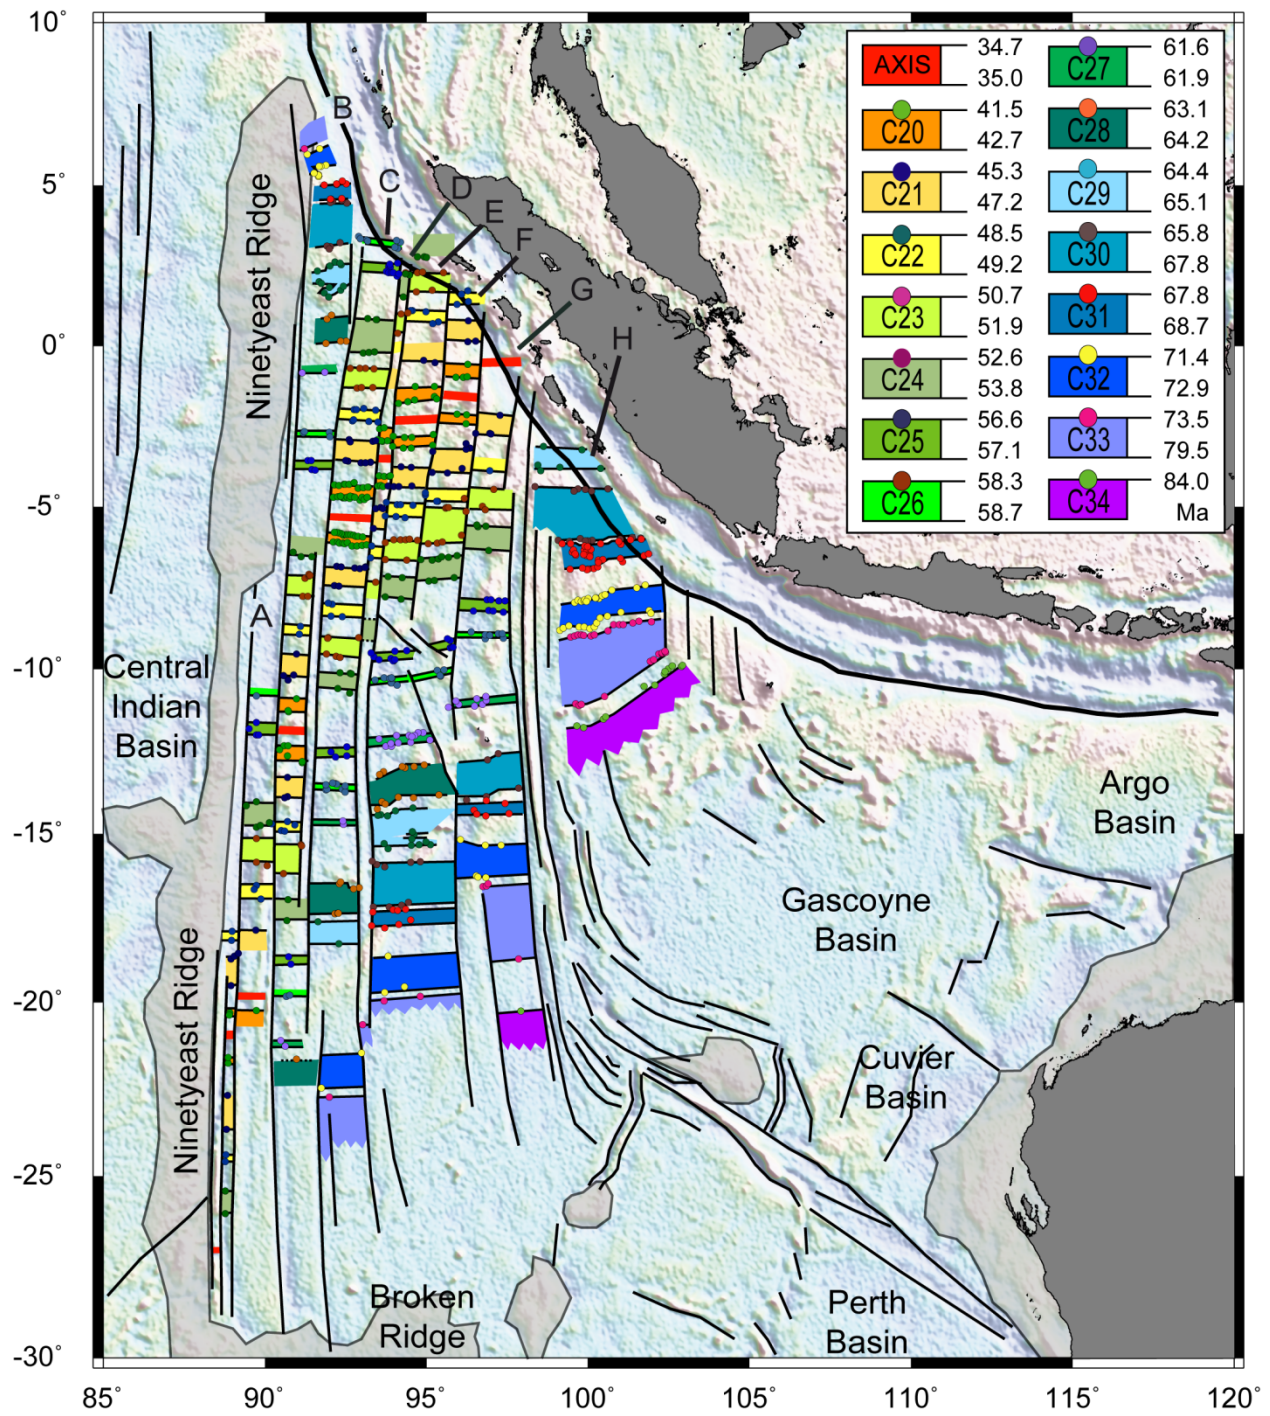 10°
5°
0°
-5°
-10°
-15°
-20°
-25°
-30°
85°
90°
95°
100°
105°
110°
115°
120°
AXIS
34.7
35.0
C20
41.5
42.7
C21
45.3
47.2
C22
48.5
49.2
C23
50.7
51.9
C24
52.6
53.8
C25
56.6
57.1
C26
58.3
58.7
C27
61.6
61.9
C28
63.1
64.2
C29
64.4
65.1
C30
65.8
67.8
C31
67.8
68.7
C32
71.4
72.9
C33
73.5
79.5
C34
84.0
Ma
A
B
C
D
E
F
G
H
Ninetyeast Ridge
Ninetyeast Ridge
Central
Indian
Basin
Argo
Basin
Gascoyne
Basin
Cuvier
Basin
Perth
Basin
Broken
Ridge